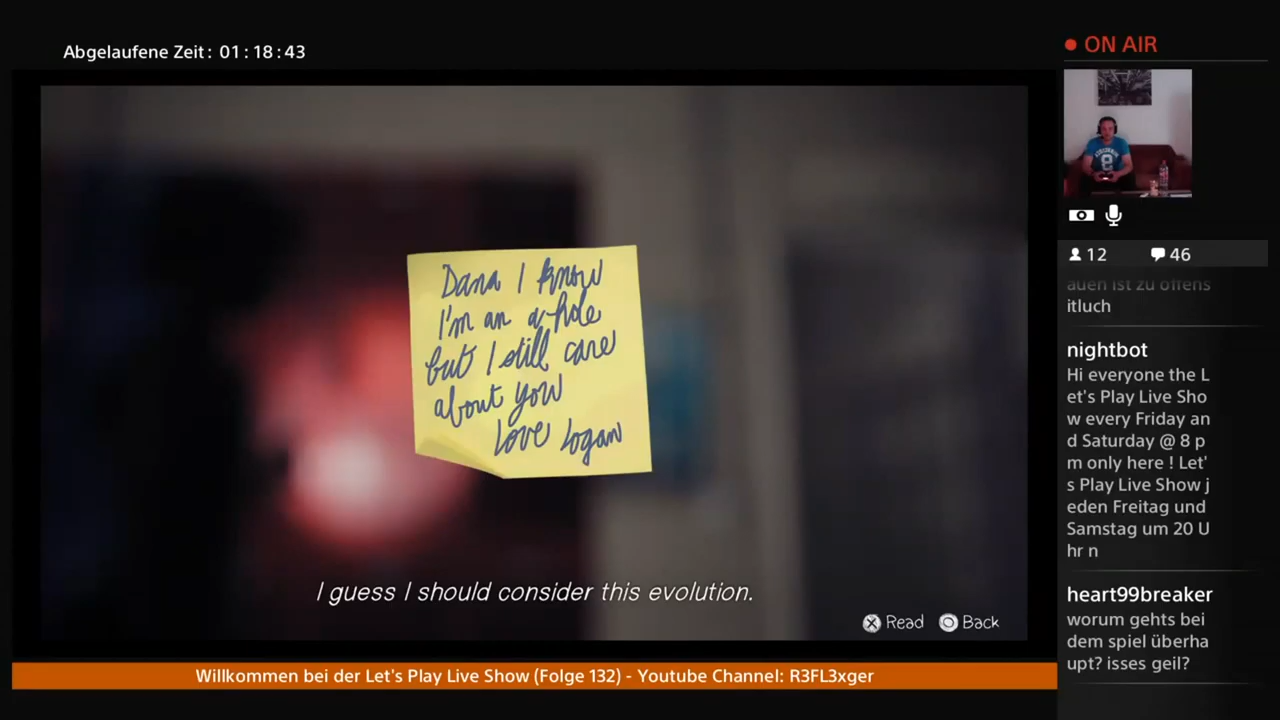 Abgelaufene Zeit: 01:18:43
ON AIR
Dana I know
I'm an a-hole
but I still care
about you
Love Logan
I guess I should consider this evolution.
Read
Back
12
46
auen ist zu offens
itluch
nightbot
Hi everyone the L
et's Play Live Sho
w every Friday an
d Saturday @ 8 p
m only here ! Let'
s Play Live Show j
eden Freitag und
Samstag um 20 U
hr n
heart99breaker
worum gehts bei
dem spiel überha
upt? isses geil?
Willkommen bei der Let's Play Live Show (Folge 132) - Youtube Channel: R3FL3xger